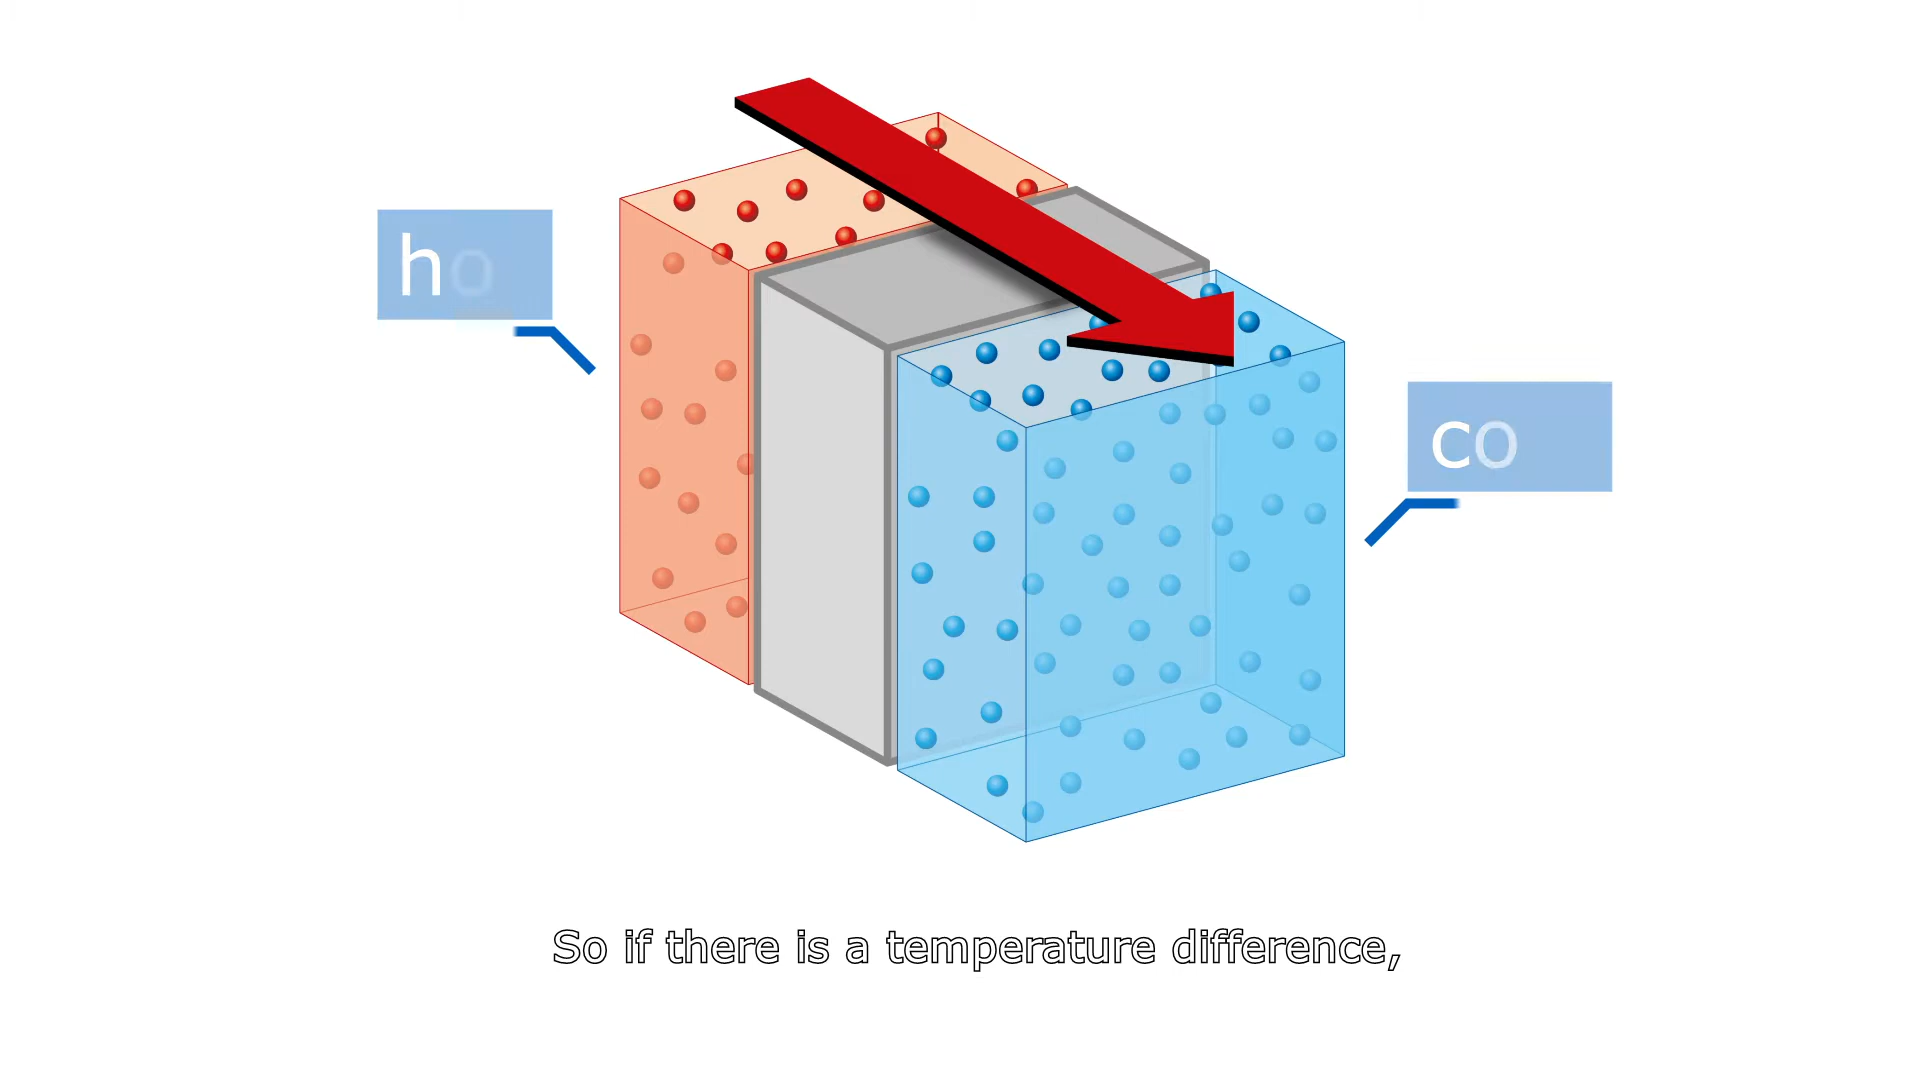 ho
co
So if there is a temperature difference,